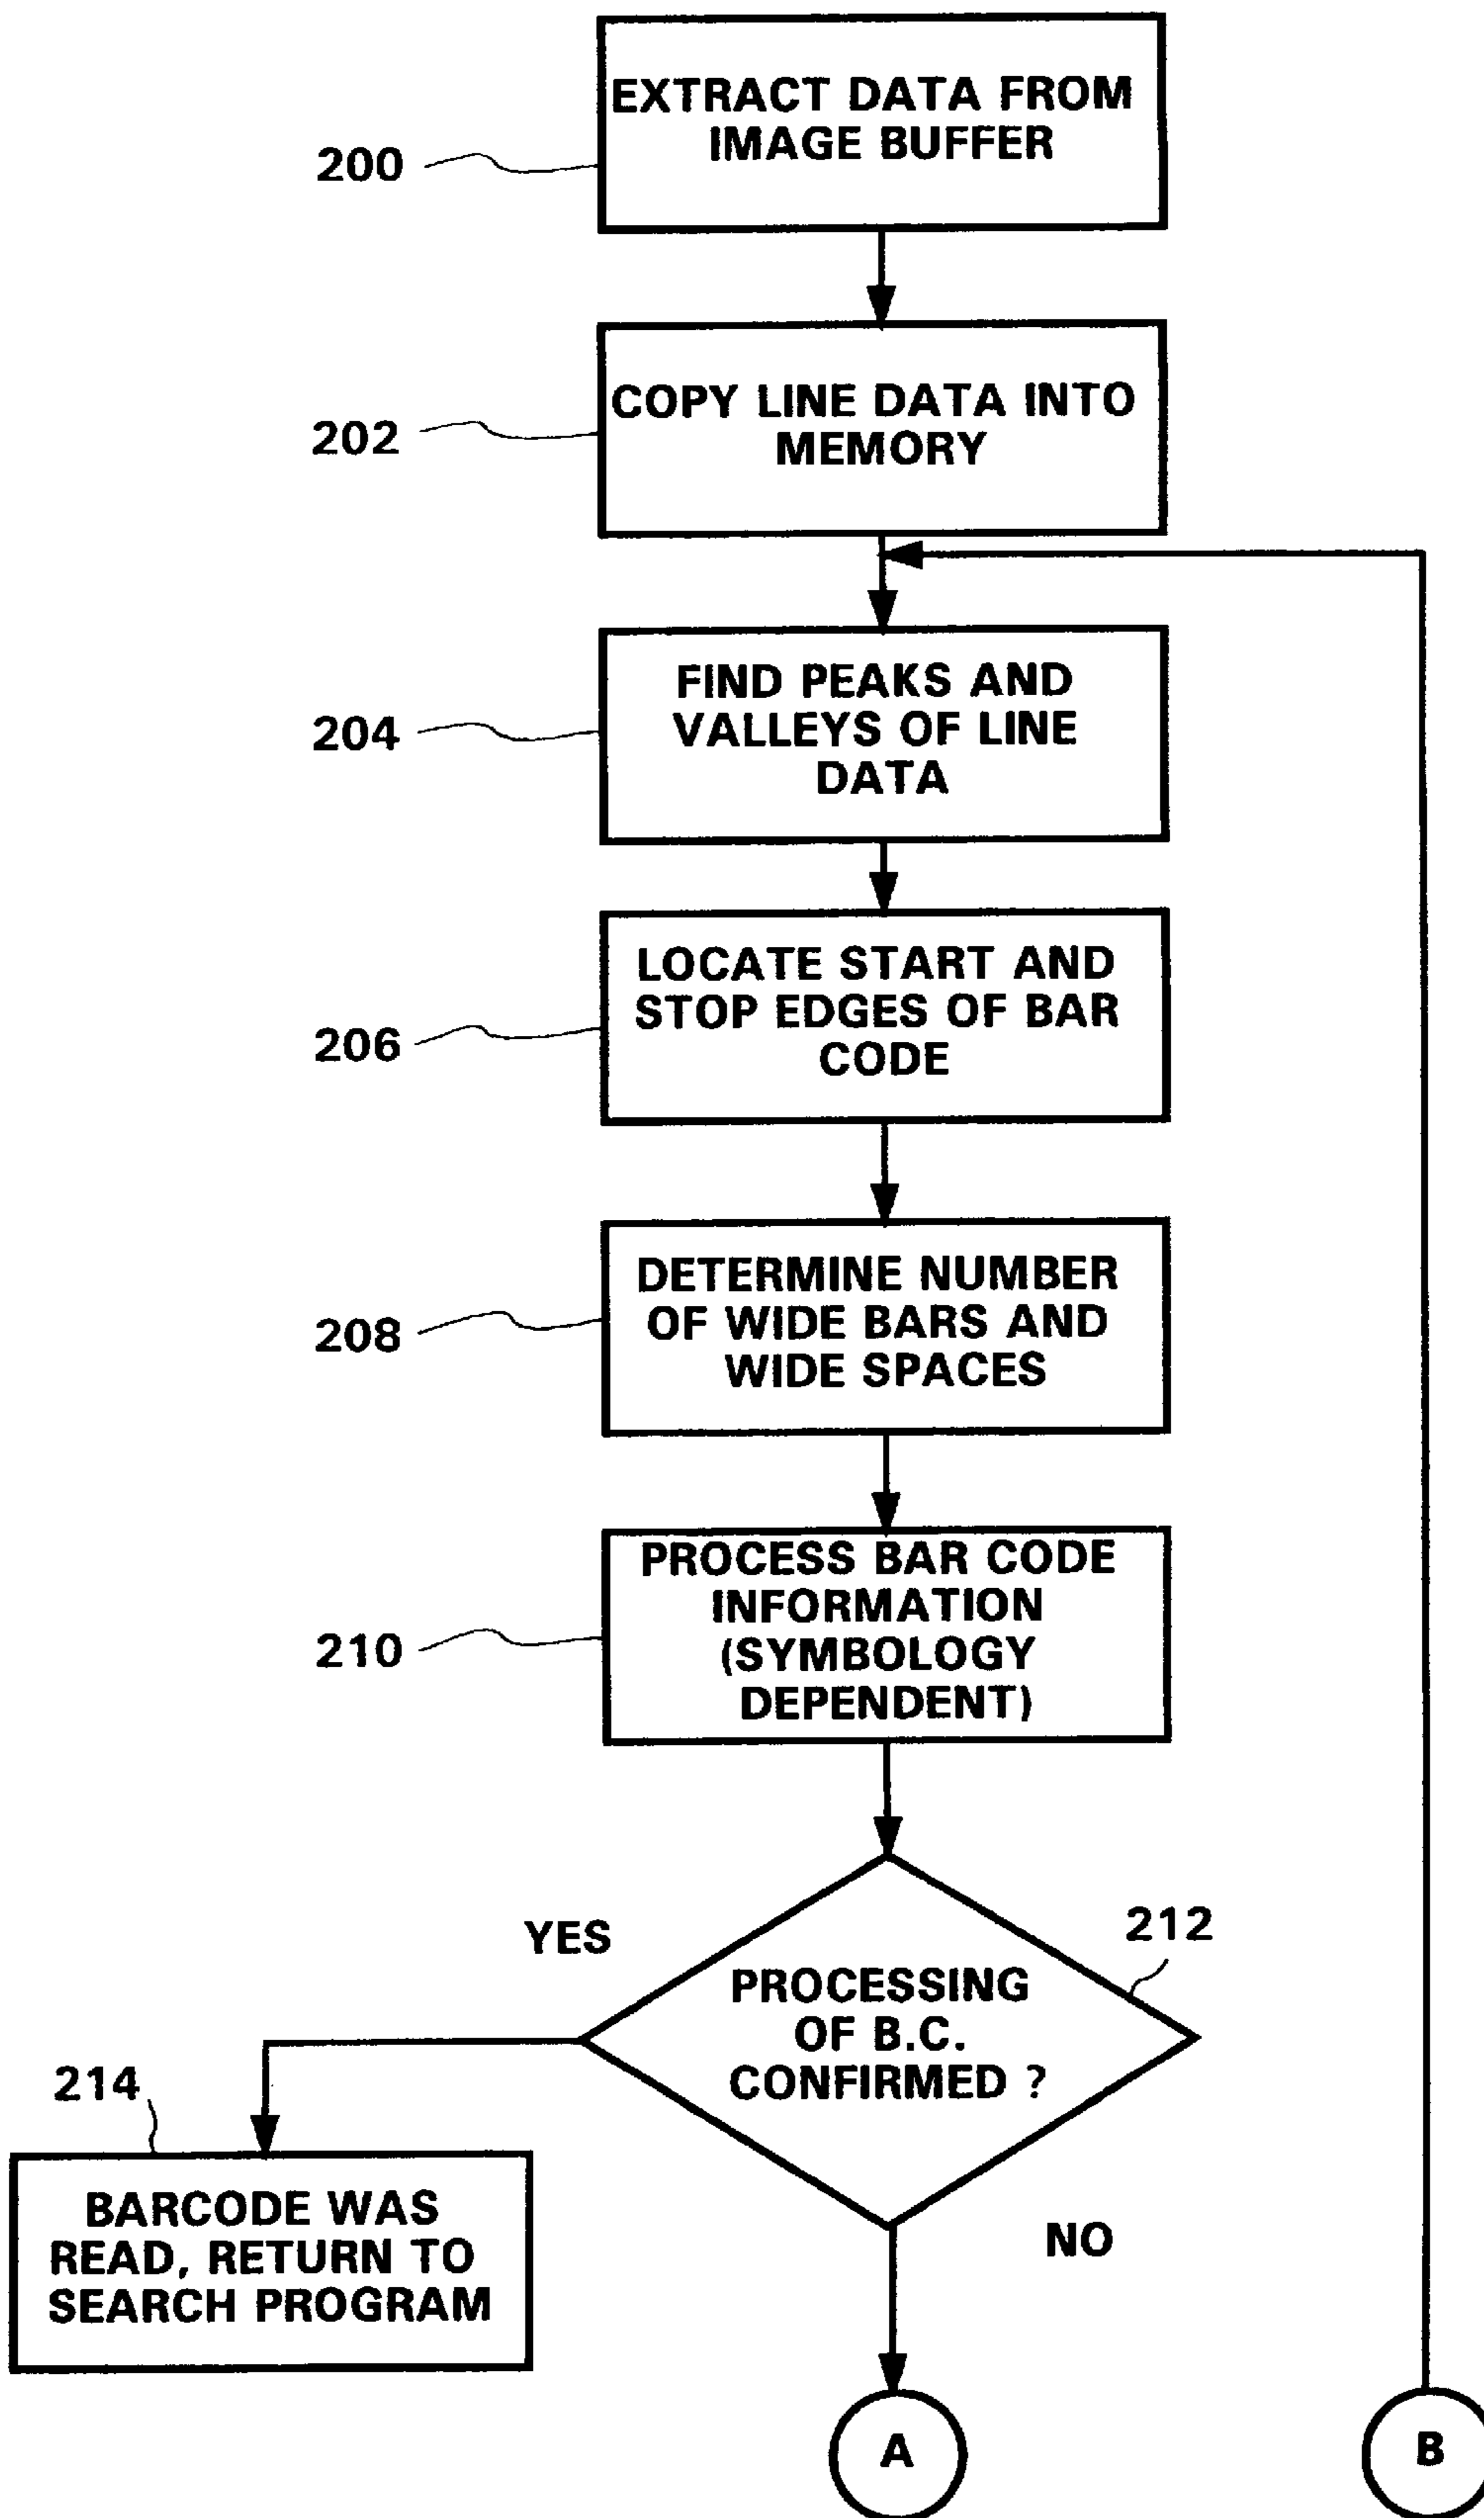 EXTRACT DATA FROM
IMAGE BUFFER
200
COPY LINE DATA INTO
MEMORY
202
FIND PEAKS AND
VALLEYS OF LINE
DATA
204
LOCATE START AND
STOP EDGES OF BAR
CODE
206
DETERMINE NUMBER
OF WIDE BARS AND
WIDE SPACES
208
PROCESS BAR CODE
INFORMATION
(SYMBOLOGY
DEPENDENT)
210
YES
212
PROCESSING
OF B.C.
CONFIRMED ?
214
BARCODE WAS
READ, RETURN TO
SEARCH PROGRAM
NO
A
B